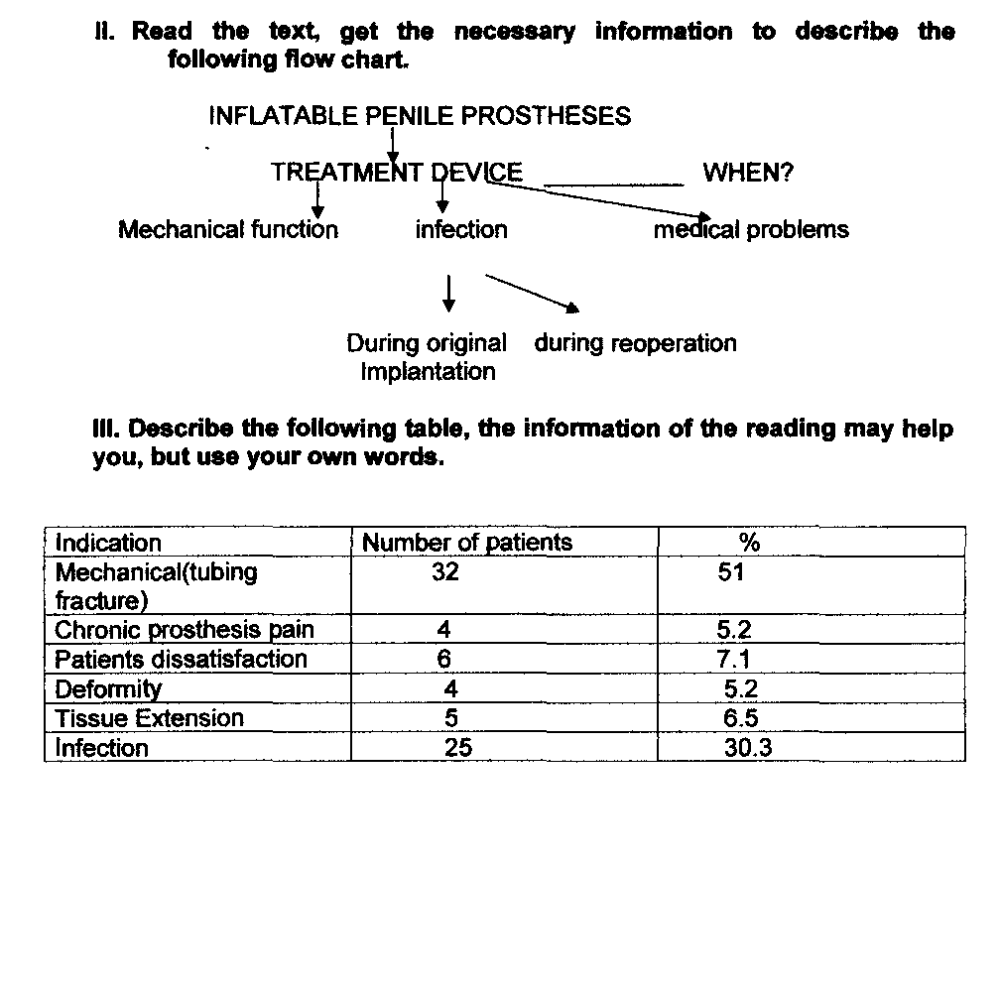 II. Read the text, get the necessary information to describe the
following flow chart.
INFLATABLE PENILE PROSTHESES
TREATMENT DEVICE WHEN?
Mechanical function infection medical problems
During original during reoperation
Implantation
III. Describe the following table, the information of the reading may help
you, but use your own words.
Indication Number of patients %
Mechanical(tubing 32 51
fracture)
Chronic prosthesis pain 4 5.2
Patients dissatisfaction 6 7.1
Deformity 4 5.2
Tissue Extension 5 6.5
Infection 25 30.3